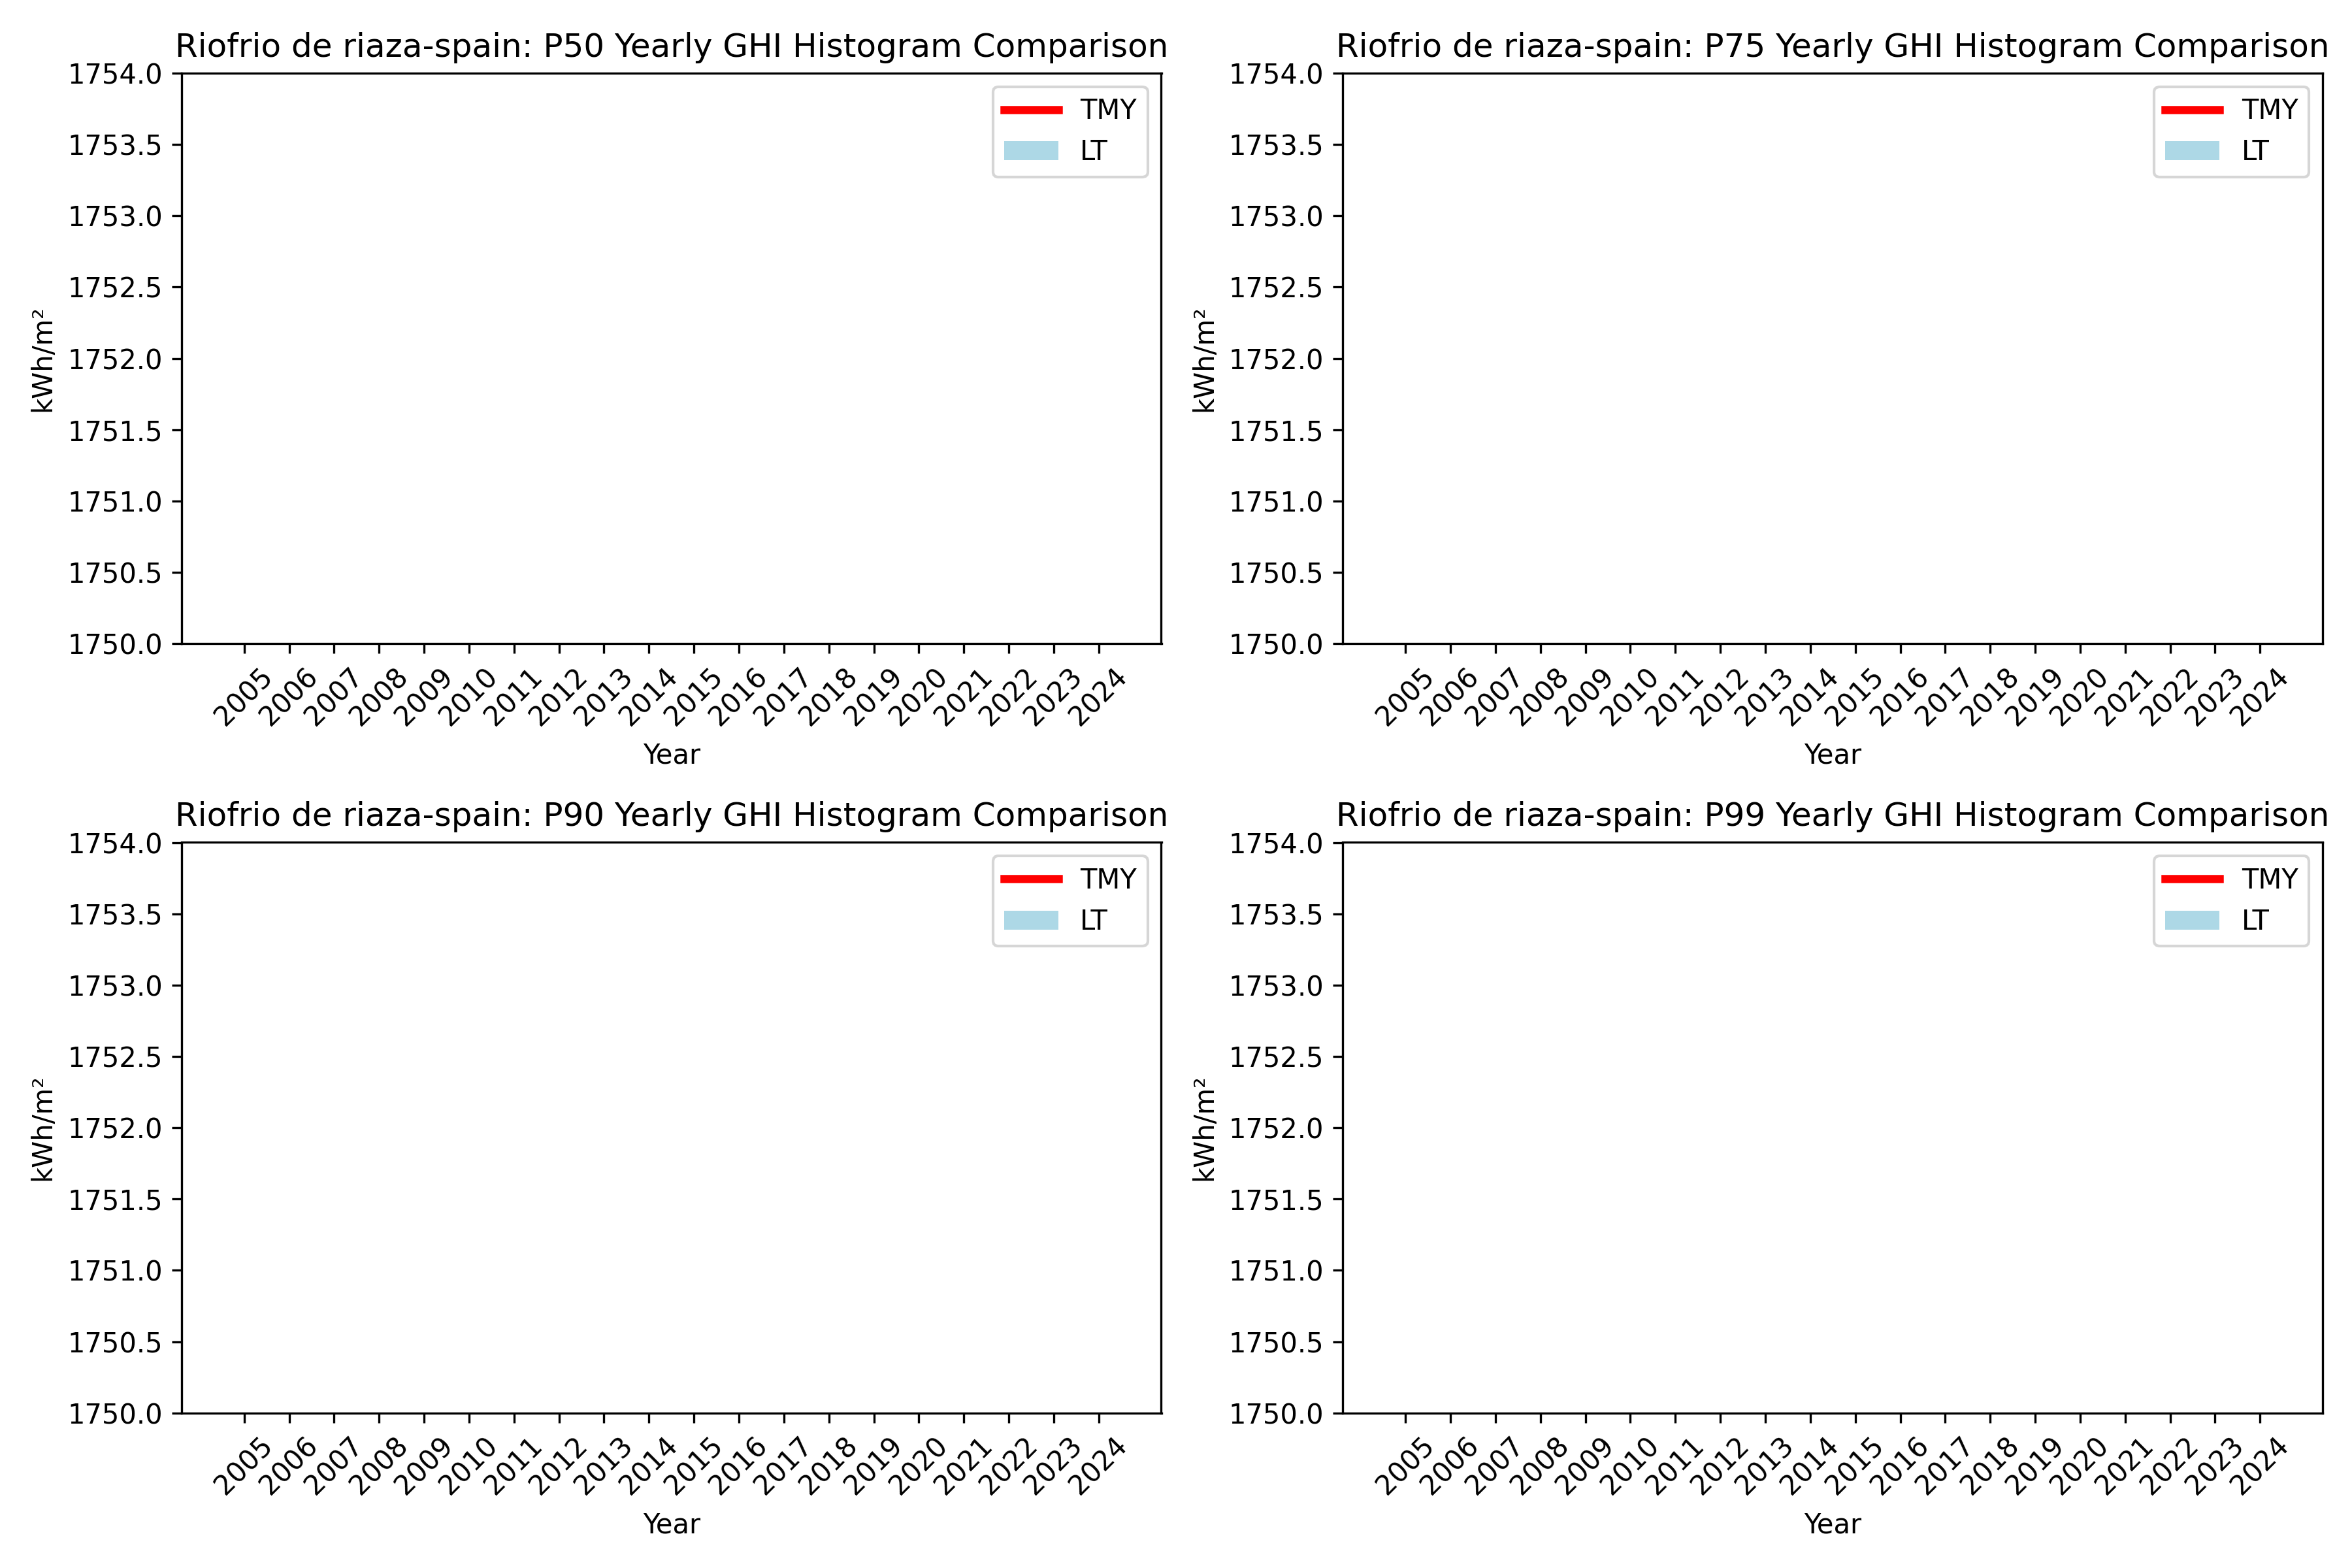 Riofrio de riaza-spain: P50 Yearly GHI Histogram Comparison
1754.0
1753.5
1753.0
1752.5
1752.0
1751.5
1751.0
1750.5
1750.0
kWh/m²
TMY
LT
2005 2006 2007 2008 2009 2010 2011 2012 2013 2014 2015 2016 2017 2018 2019 2020 2021 2022 2023 2024
Year
Riofrio de riaza-spain: P75 Yearly GHI Histogram Comparison
1754.0
1753.5
1753.0
1752.5
1752.0
1751.5
1751.0
1750.5
1750.0
kWh/m²
TMY
LT
2005 2006 2007 2008 2009 2010 2011 2012 2013 2014 2015 2016 2017 2018 2019 2020 2021 2022 2023 2024
Year
Riofrio de riaza-spain: P90 Yearly GHI Histogram Comparison
1754.0
1753.5
1753.0
1752.5
1752.0
1751.5
1751.0
1750.5
1750.0
kWh/m²
TMY
LT
2005 2006 2007 2008 2009 2010 2011 2012 2013 2014 2015 2016 2017 2018 2019 2020 2021 2022 2023 2024
Year
Riofrio de riaza-spain: P99 Yearly GHI Histogram Comparison
1754.0
1753.5
1753.0
1752.5
1752.0
1751.5
1751.0
1750.5
1750.0
kWh/m²
TMY
LT
2005 2006 2007 2008 2009 2010 2011 2012 2013 2014 2015 2016 2017 2018 2019 2020 2021 2022 2023 2024
Year